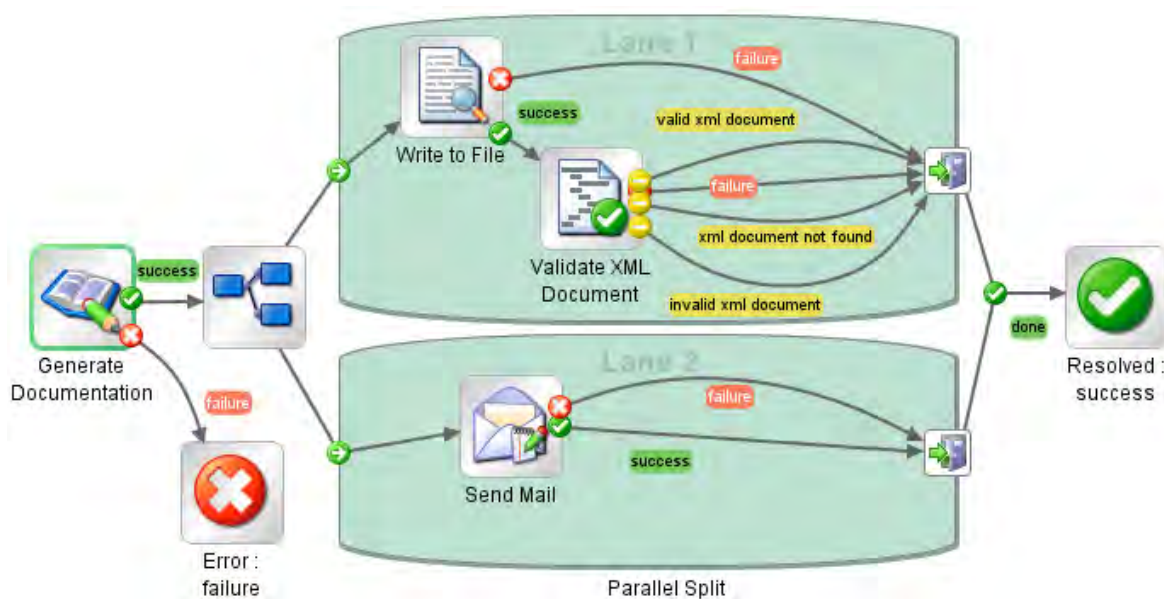 Lane 1
failure
success
valid xml document
Write to File
failure
xml document not found
Validate XML
Document
invalid xml document
success
Generate
Documentation
failure
Error :
failure
done
Resolved :
success
Lane 2
failure
success
Send Mail
Parallel Split